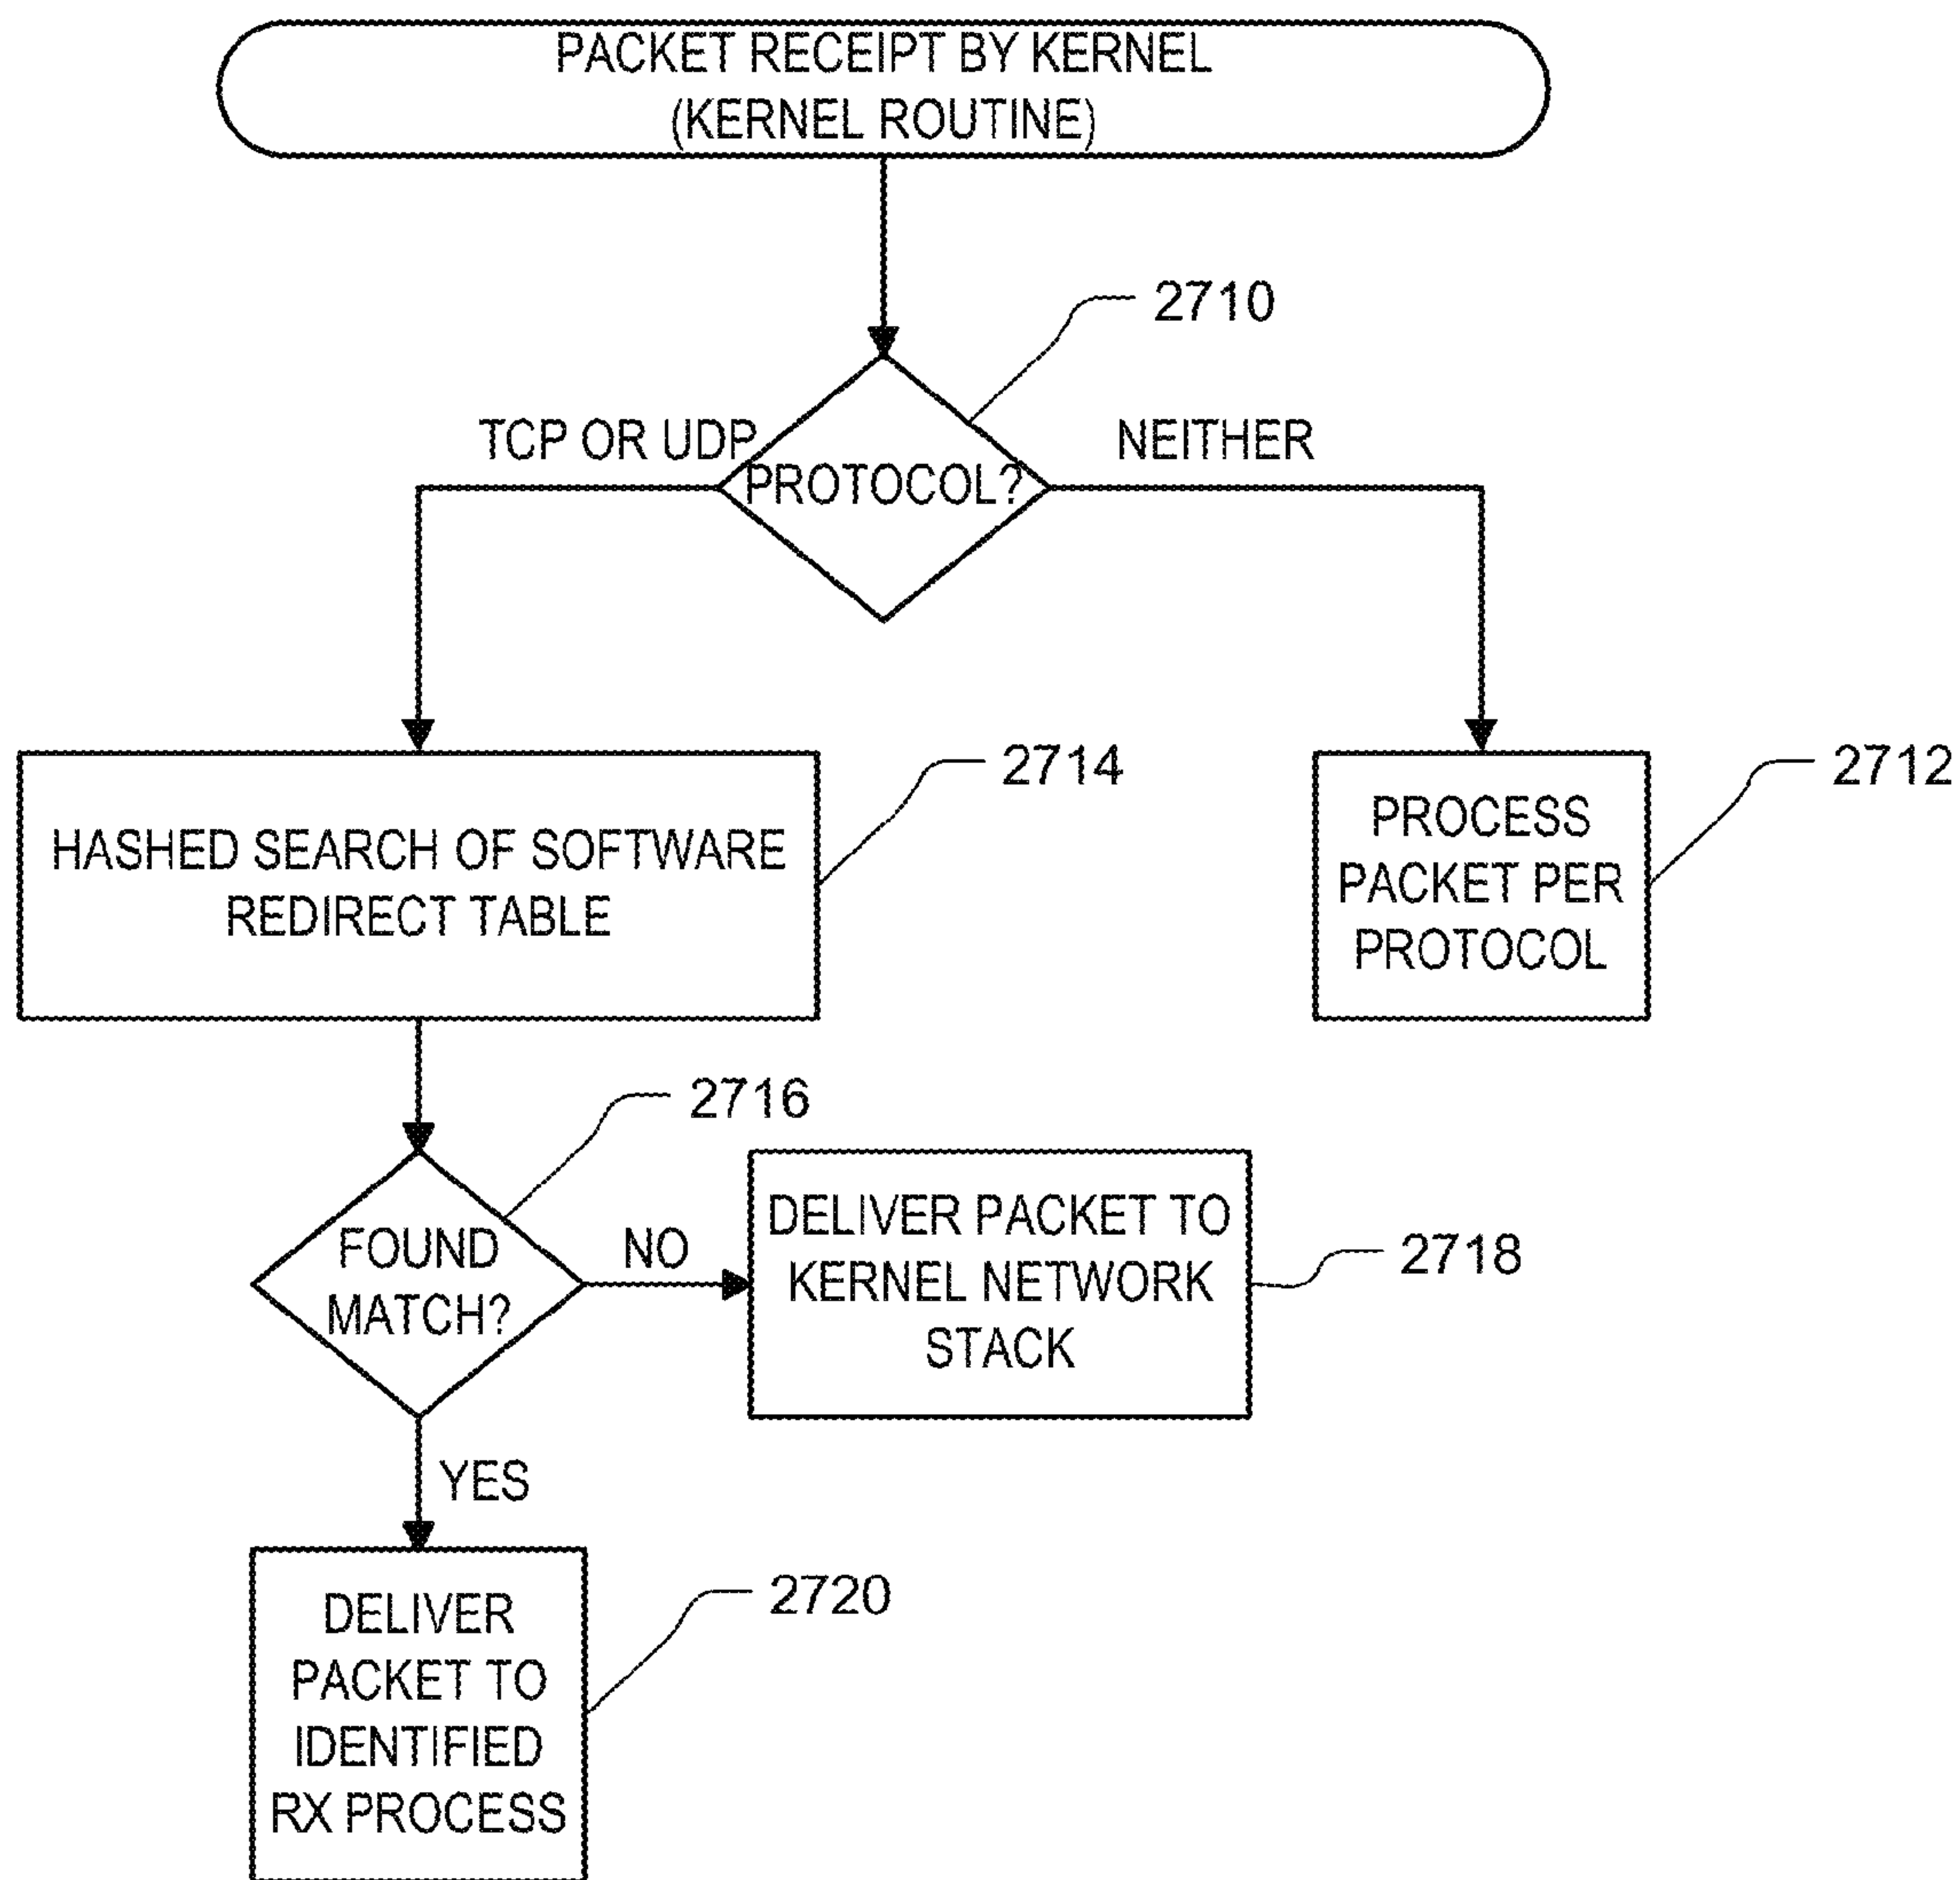 PACKET RECEIPT BY KERNEL
(KERNEL ROUTINE)
2710
TCP OR UDP
NEITHER
PROTOCOL?
2714
2712
HASHED SEARCH OF SOFTWARE
REDIRECT TABLE
PROCESS
PACKET PER
PROTOCOL
2716
FOUND
MATCH?
NO
DELIVER PACKET TO
KERNEL NETWORK
STACK
2718
YES
2720
DELIVER
PACKET TO
IDENTIFIED
RX PROCESS